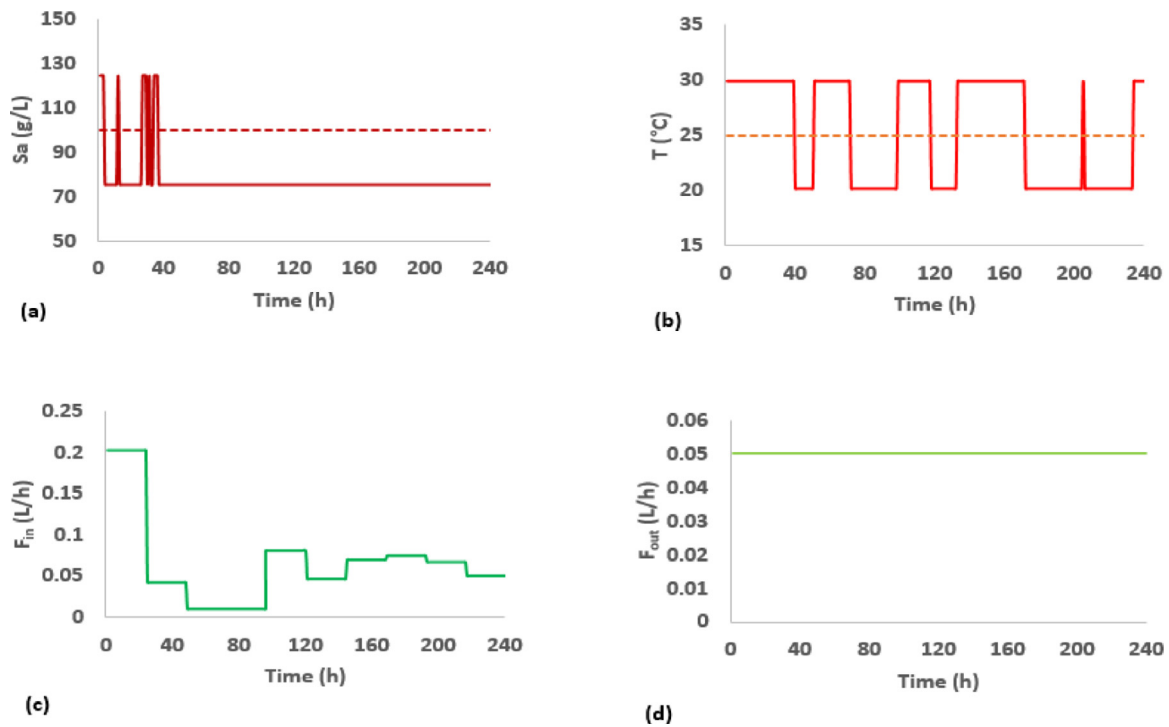 Sa (g/L)
150
130
110
90
70
50
0 40 80 120 160 200 240
Time (h)
(a)
T (°C)
35
30
25
20
15
0 40 80 120 160 200 240
Time (h)
(b)
Fin (L/h)
0.25
0.2
0.15
0.1
0.05
0
0 40 80 120 160 200 240
Time (h)
(c)
Fout (L/h)
0.06
0.05
0.04
0.03
0.02
0.01
0
0 40 80 120 160 200 240
Time (h)
(d)